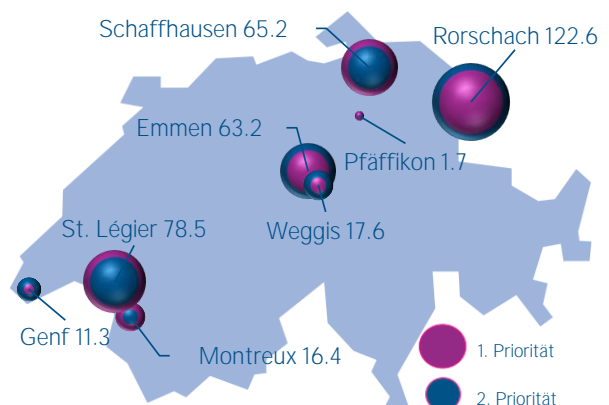 Schaffhausen 65.2
Rorschach 122.6
Emmen 63.2
Pfäffikon 1.7
Weggis 17.6
St. Légier 78.5
Genf 11.3
Montreux 16.4
1. Priorität
2. Priorität